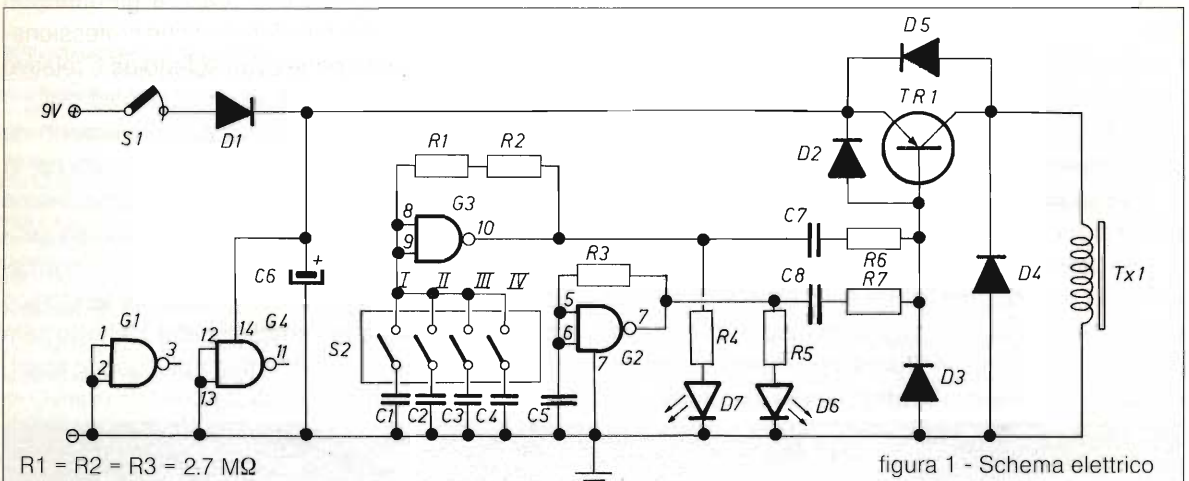 fessions-
D5
9V ⊕
S1
D1
TR1
D2
R1 R2
G3
8
9
10
C7
R6
C6
+
I II III IV
R3
C8
R7
D4
Tx1
G1
1
2
3
12
14
G4
11
13
S2
5
6
7
G2
7
R4
R5
D3
C1 C2 C3 C4 C5
D7 D6
⊖
R1 = R2 = R3 = 2.7 MΩ
figura 1 - Schema elettrico